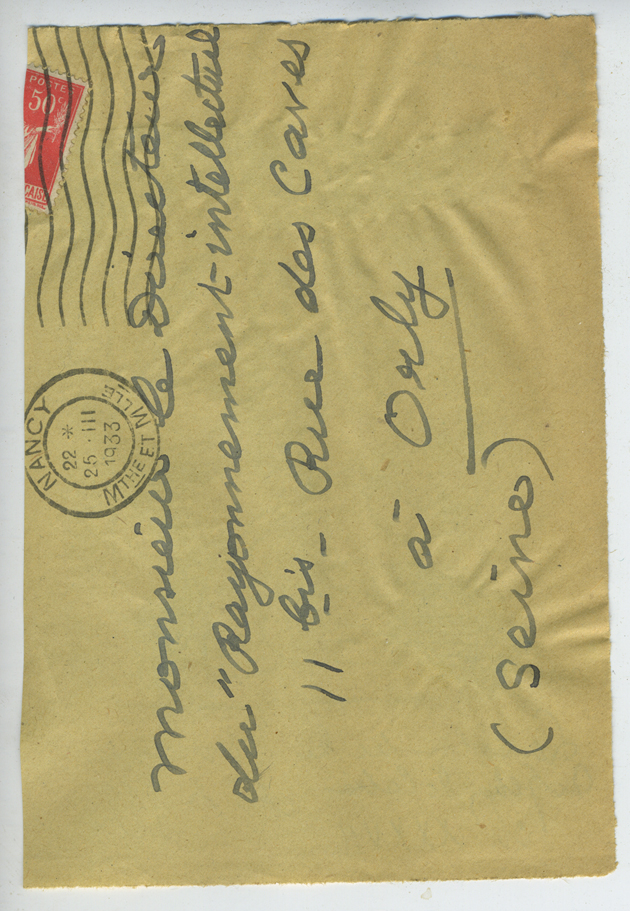 Monsieur le Directeur
du "Rayonnement-intellectuel
11 bis - Rue des Caves
à Orly
(Seine)
NANCY
22 *
25 · III
1933
MTHE ET MLLE
POSTES
50c